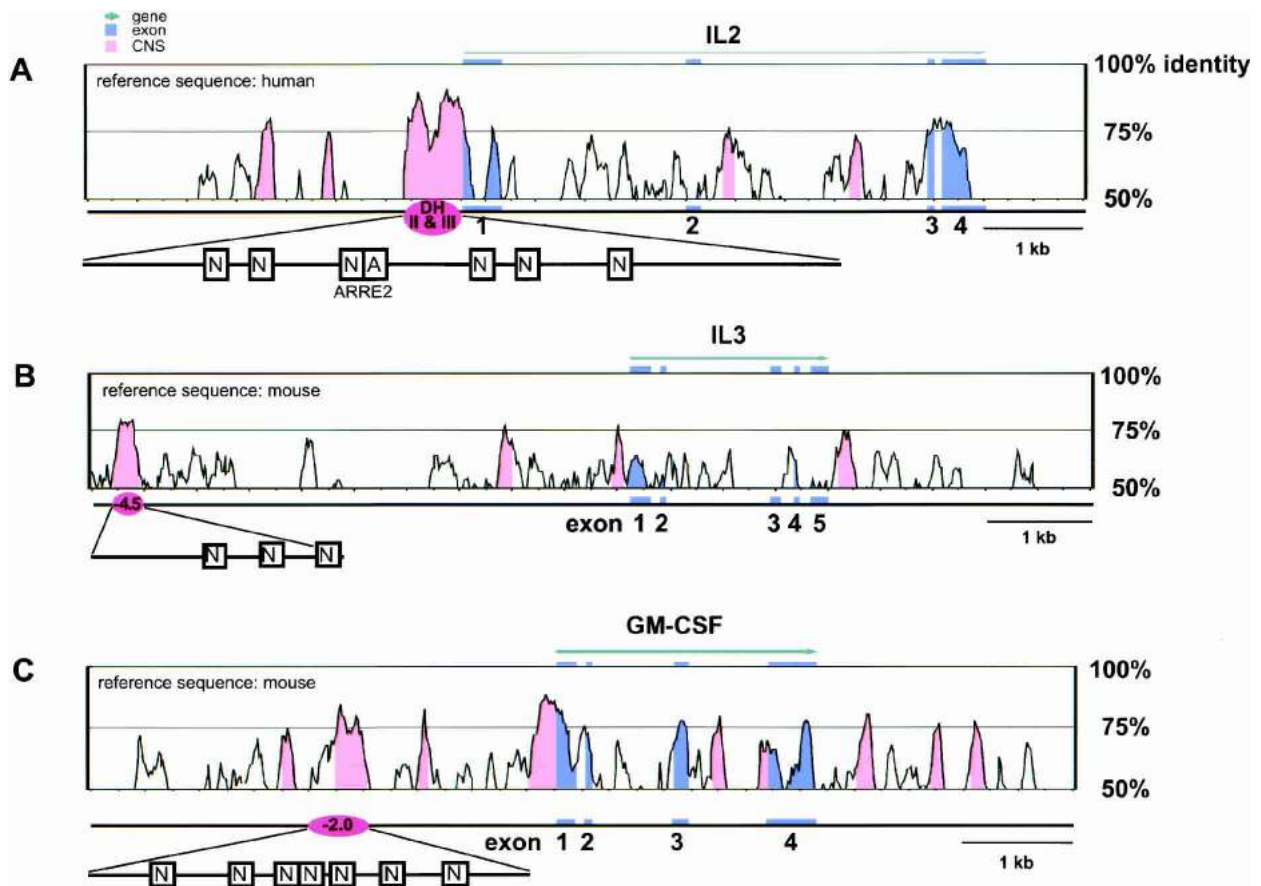 gene
exon
CNS
IL2
A
reference sequence: human
100% identity
75%
50%
DH
II & III
1 2 3 4
1 kb
N N N A N N N
ARRE2
IL3
B
reference sequence: mouse
100%
75%
50%
-4.5
exon 1 2 3 4 5
1 kb
N N N
GM-CSF
C
reference sequence: mouse
100%
75%
50%
-2.0
exon 1 2 3 4
1 kb
N N N N N N N